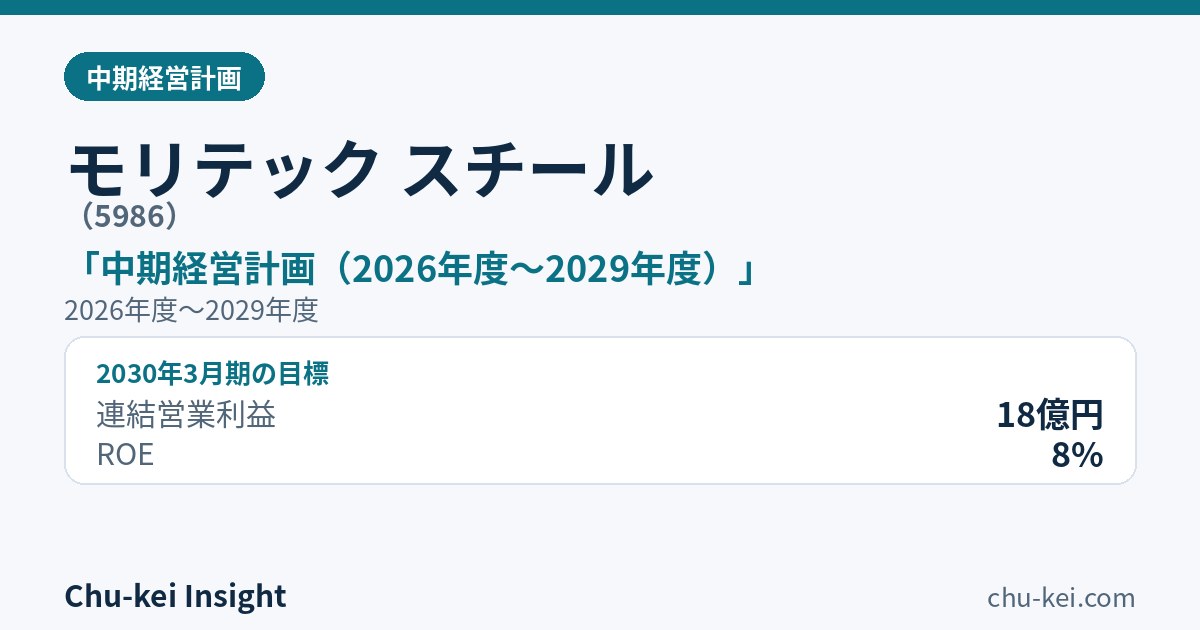 中期経営計画
モリテック スチール
（5986）
「中期経営計画（2026年度〜2029年度）」
2026年度〜2029年度
2030年3月期の目標
連結営業利益 18億円
ROE 8%
Chu-kei Insight chu-kei.com